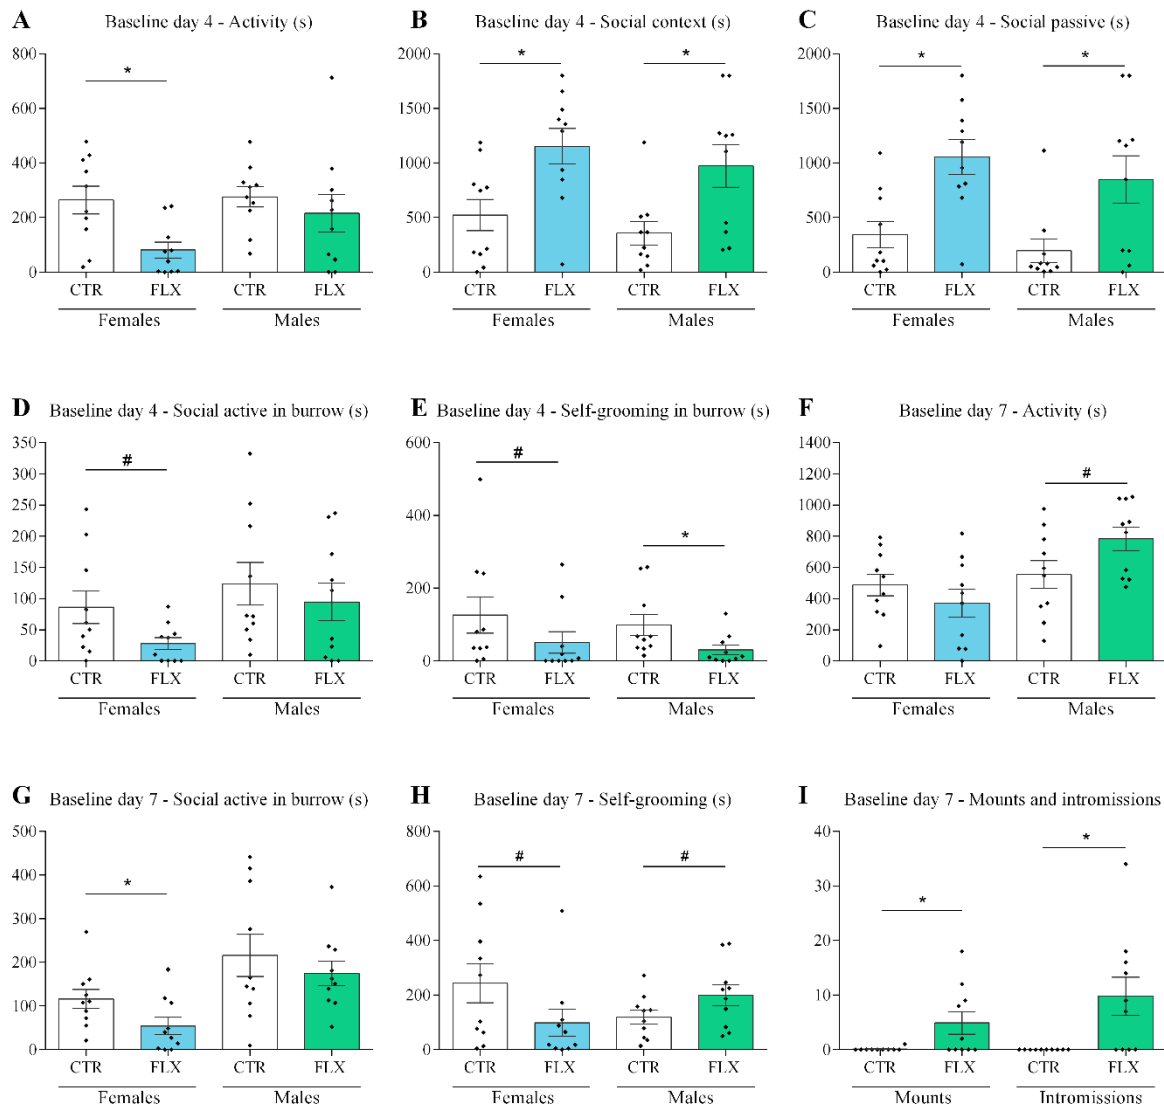 A Baseline day 4 - Activity (s)
800
600
400
200
0
*
CTR FLX CTR FLX
Females Males
B Baseline day 4 - Social context (s)
2000
1500
1000
500
0
* *
CTR FLX CTR FLX
Females Males
C Baseline day 4 - Social passive (s)
2000
1500
1000
500
0
* *
CTR FLX CTR FLX
Females Males
D Baseline day 4 - Social active in burrow (s)
350
300
250
200
150
100
50
0
#
CTR FLX CTR FLX
Females Males
E Baseline day 4 - Self-grooming in burrow (s)
600
400
200
0
# *
CTR FLX CTR FLX
Females Males
F Baseline day 7 - Activity (s)
1400
1200
1000
800
600
400
200
0
#
CTR FLX CTR FLX
Females Males
G Baseline day 7 - Social active in burrow (s)
500
400
300
200
100
0
*
CTR FLX CTR FLX
Females Males
H Baseline day 7 - Self-grooming (s)
800
600
400
200
0
# #
CTR FLX CTR FLX
Females Males
I Baseline day 7 - Mounts and intromissions
40
30
20
10
0
* *
CTR FLX CTR FLX
Mounts Intromissions